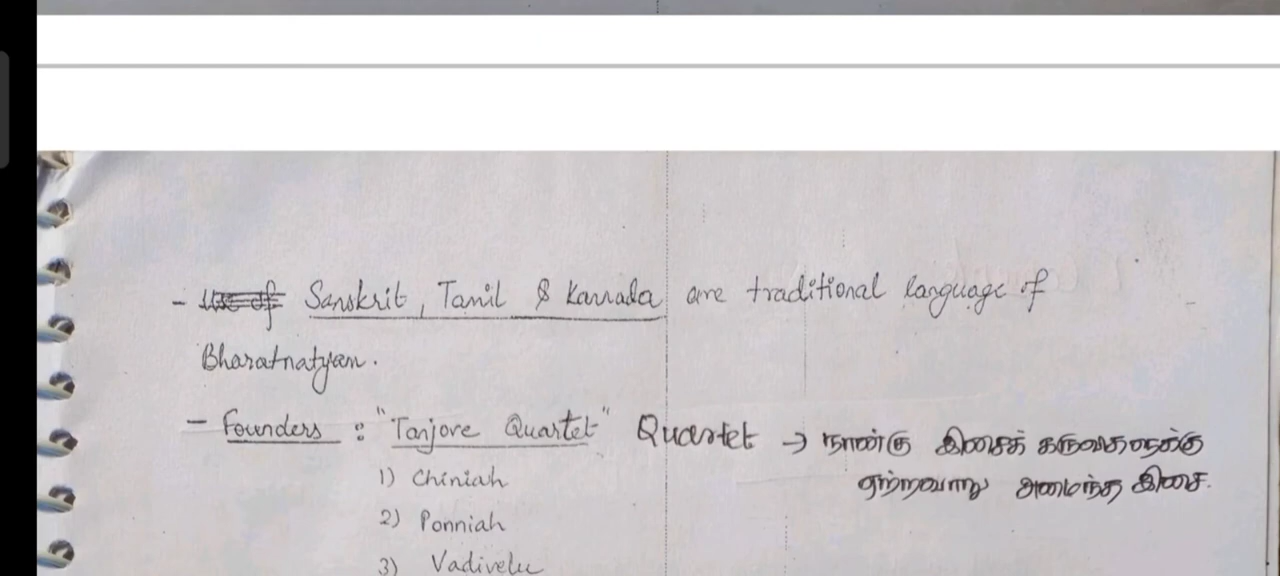 - Sanskrit, Tamil & Kannada are traditional language of
Bharatnatyam.
- Founders : "Tanjore Quartet" Quartet → நான்கு இசைக் கருவிகளுக்கு
ஏற்றவாறு அமைந்த இசை.
1) Chiniah
2) Ponniah
3) Vadivelu